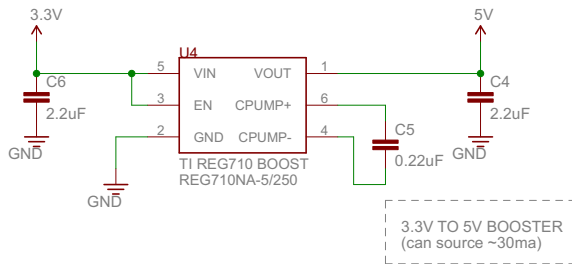 3.3V
5V
U4
C6
2.2uF
GND
5 VIN VOUT 1
3 EN CPUMP+ 6
2 GND CPUMP- 4
C4
2.2uF
GND
C5
0.22uF
GND
TI REG710 BOOST
REG710NA-5/250
3.3V TO 5V BOOSTER
(can source ~30ma)